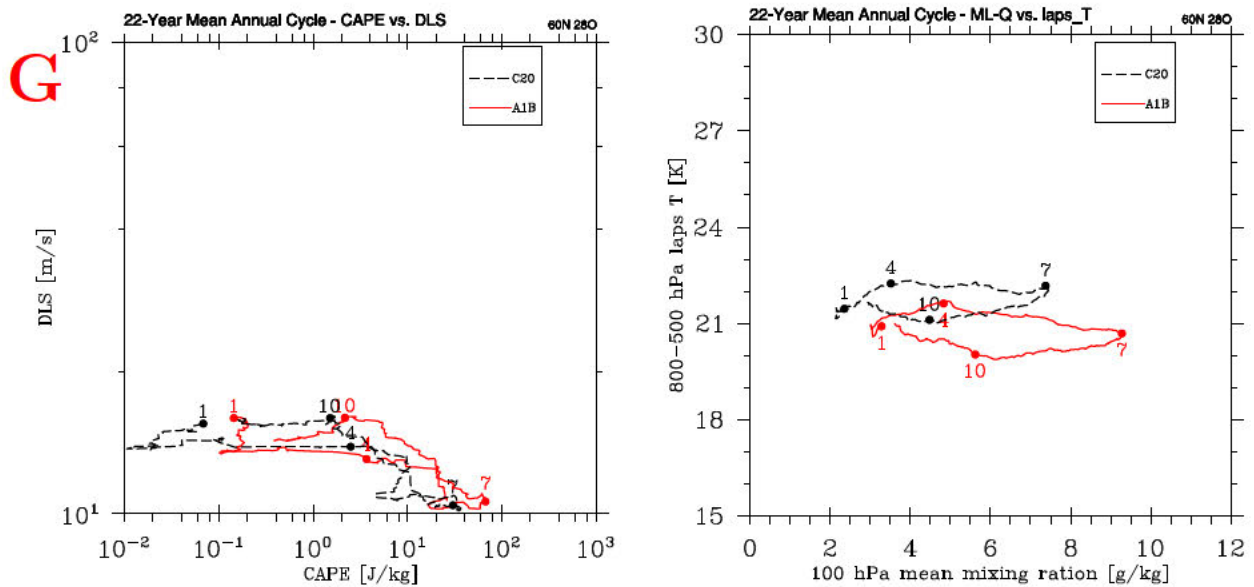 22-Year Mean Annual Cycle - CAPE vs. DLS
60N 28O
G
10²
C20
A1B
DLS [m/s]
1
1
10
10
4
4
7
7
10¹
10⁻² 10⁻¹ 10⁰ 10¹ 10² 10³
CAPE [J/kg]
22-Year Mean Annual Cycle - ML-Q vs. laps_T
60N 28O
30
C20
A1B
27
24
800-500 hPa laps T [K]
4
7
1
10
21
4
1
7
10
18
15
0 2 4 6 8 10 12
100 hPa mean mixing ration [g/kg]